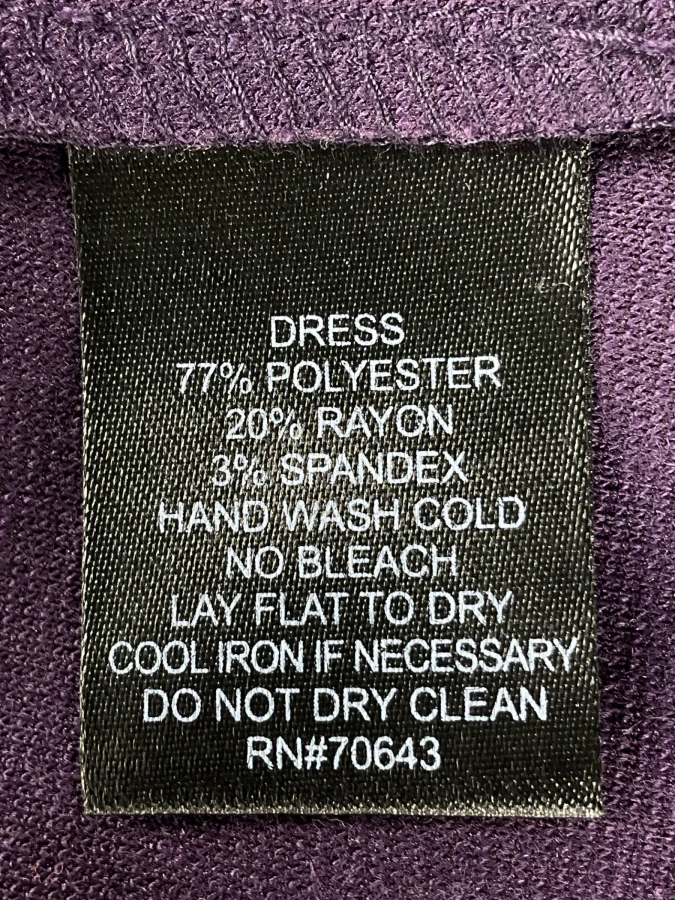 DRESS
77% POLYESTER
20% RAYON
3% SPANDEX
HAND WASH COLD
NO BLEACH
LAY FLAT TO DRY
COOL IRON IF NECESSARY
DO NOT DRY CLEAN
RN#70643